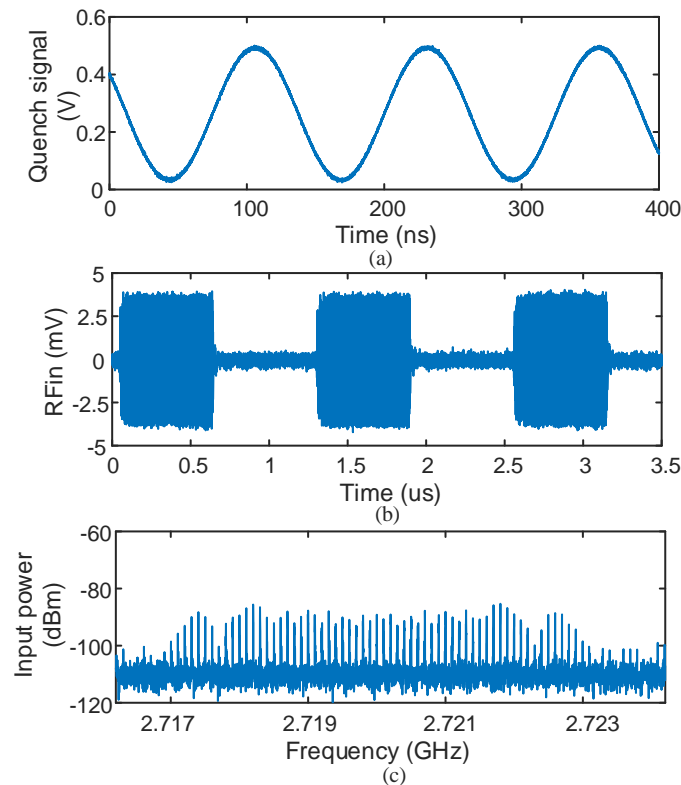 0.6
0.4
0.2
0
Quench signal
(V)
0 100 200 300 400
Time (ns)
(a)
5
2.5
0
-2.5
-5
RFin (mV)
0 0.5 1 1.5 2 2.5 3 3.5
Time (us)
(b)
-60
-80
-100
-120
Input power
(dBm)
2.717 2.719 2.721 2.723
Frequency (GHz)
(c)